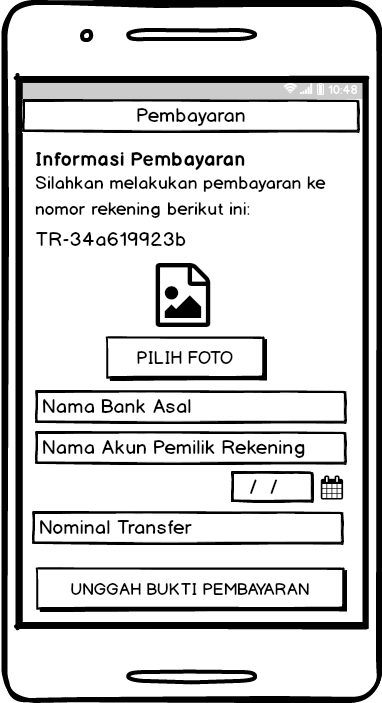 10:48
Pembayaran
Informasi Pembayaran
Silahkan melakukan pembayaran ke
nomor rekening berikut ini:
TR-34a619923b
PILIH FOTO
Nama Bank Asal
Nama Akun Pemilik Rekening
/ /
Nominal Transfer
UNGGAH BUKTI PEMBAYARAN